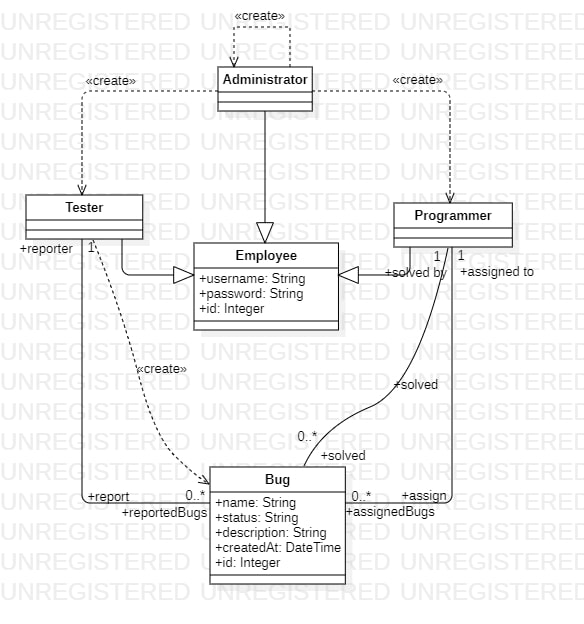 UNREGISTERED UNREGISTERED UNREGISTERED
«create»
Administrator
«create»
«create»
Tester
Programmer
+reporter
1
1
1
+solved by
+assigned to
Employee
+username: String
+password: String
+id: Integer
«create»
+solved
0..*
+solved
Bug
+report
0..*
0..*
+assign
+reportedBugs
+assignedBugs
+name: String
+status: String
+description: String
+createdAt: DateTime
+id: Integer